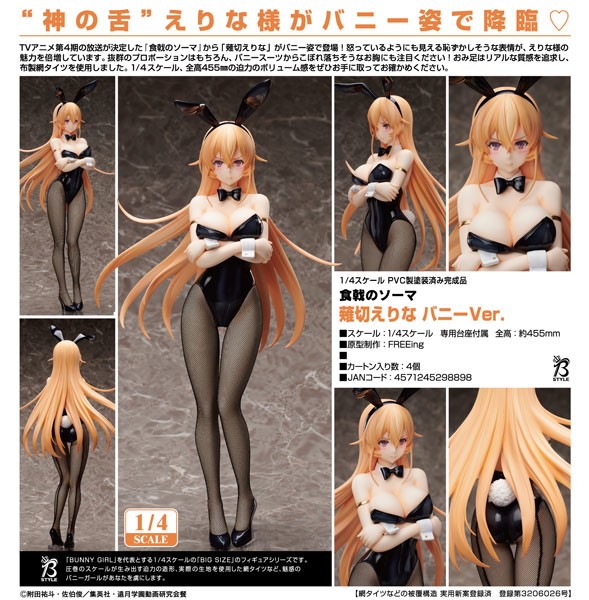 “神の舌”えりな様がバニー姿で降臨♡
TVアニメ第4期の放送が決定した「食戟のソーマ」から「薙切えりな」がバニー姿で登場！怒っているようにも見える恥ずかしそうな表情が、えりな様の
魅力を倍増しています。抜群のプロポーションはもちろん、バニースーツからこぼれ落ちそうなお胸にも注目ください！おみ足はリアルな質感を追求し、
布製網タイツを使用しました。1/4スケール、全高455㎜の迫力のボリューム感をぜひお手に取ってお確かめください。
1/4スケール PVC製塗装済み完成品
食戟のソーマ
薙切えりな バニーVer.
■スケール：1/4スケール 専用台座付属 全高：約455mm
■原型制作：FREEing
■
■カートン入り数：4個
■JANコード：4571245298898
B
STYLE
1/4
SCALE
B
STYLE
「BUNNY GIRL」を代表とする1/4スケールの「BIG SIZE」のフィギュアシリーズです。
圧巻のスケールが生み出す迫力の造形、実際の生地を使用した網タイツなど、魅惑の
バニーガールがあなたを虜にします。
©附田祐斗・佐伯俊／集英社・遠月学園動画研究会餐
【網タイツなどの被覆構造 実用新案登録済 登録第3206026号】